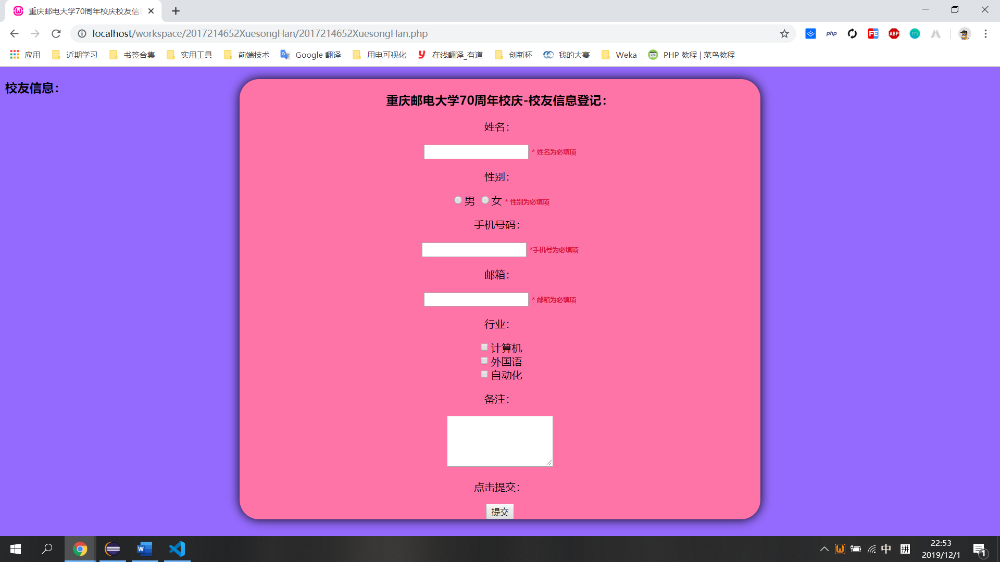 重庆邮电大学70周年校庆校友信息
localhost/workspace/2017214652XuesongHan/2017214652XuesongHan.php
php
FE
ABP
m
应用 近期学习 书签合集 实用工具 前端技术 Google 翻译 用电可视化 在线翻译_有道 创新杯 我的大赛 Weka PHP 教程 | 菜鸟教程
校友信息：
重庆邮电大学70周年校庆-校友信息登记：
姓名：
* 姓名为必填项
性别：
男 女 * 性别为必填项
手机号码：
*手机号为必填项
邮箱：
* 邮箱为必填项
行业：
计算机
外国语
自动化
备注：
点击提交：
提交
中 拼
22:53
2019/12/1
1